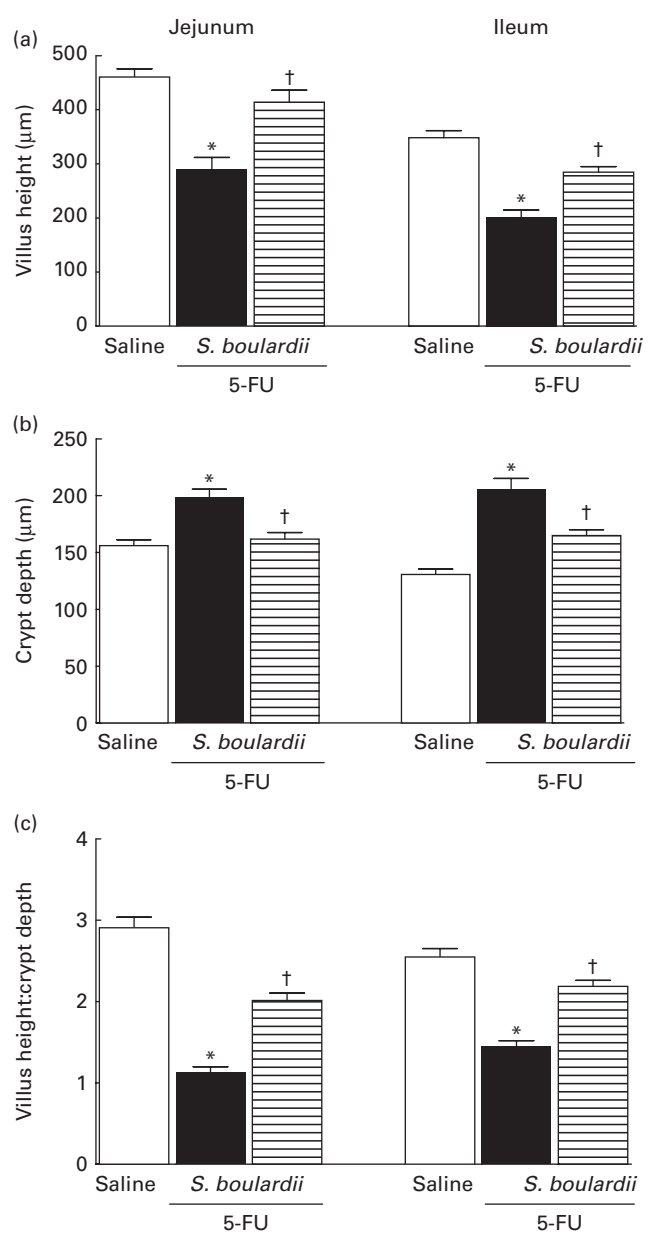 Jejunum Ileum
(a)
500
400
300
200
100
0
Villus height (μm)
* † * †
Saline S. boulardii Saline S. boulardii
5-FU 5-FU
(b)
250
200
150
100
50
0
Crypt depth (μm)
* † * †
Saline S. boulardii Saline S. boulardii
5-FU 5-FU
(c)
4
3
2
1
0
Villus height:crypt depth
* † * †
Saline S. boulardii Saline S. boulardii
5-FU 5-FU